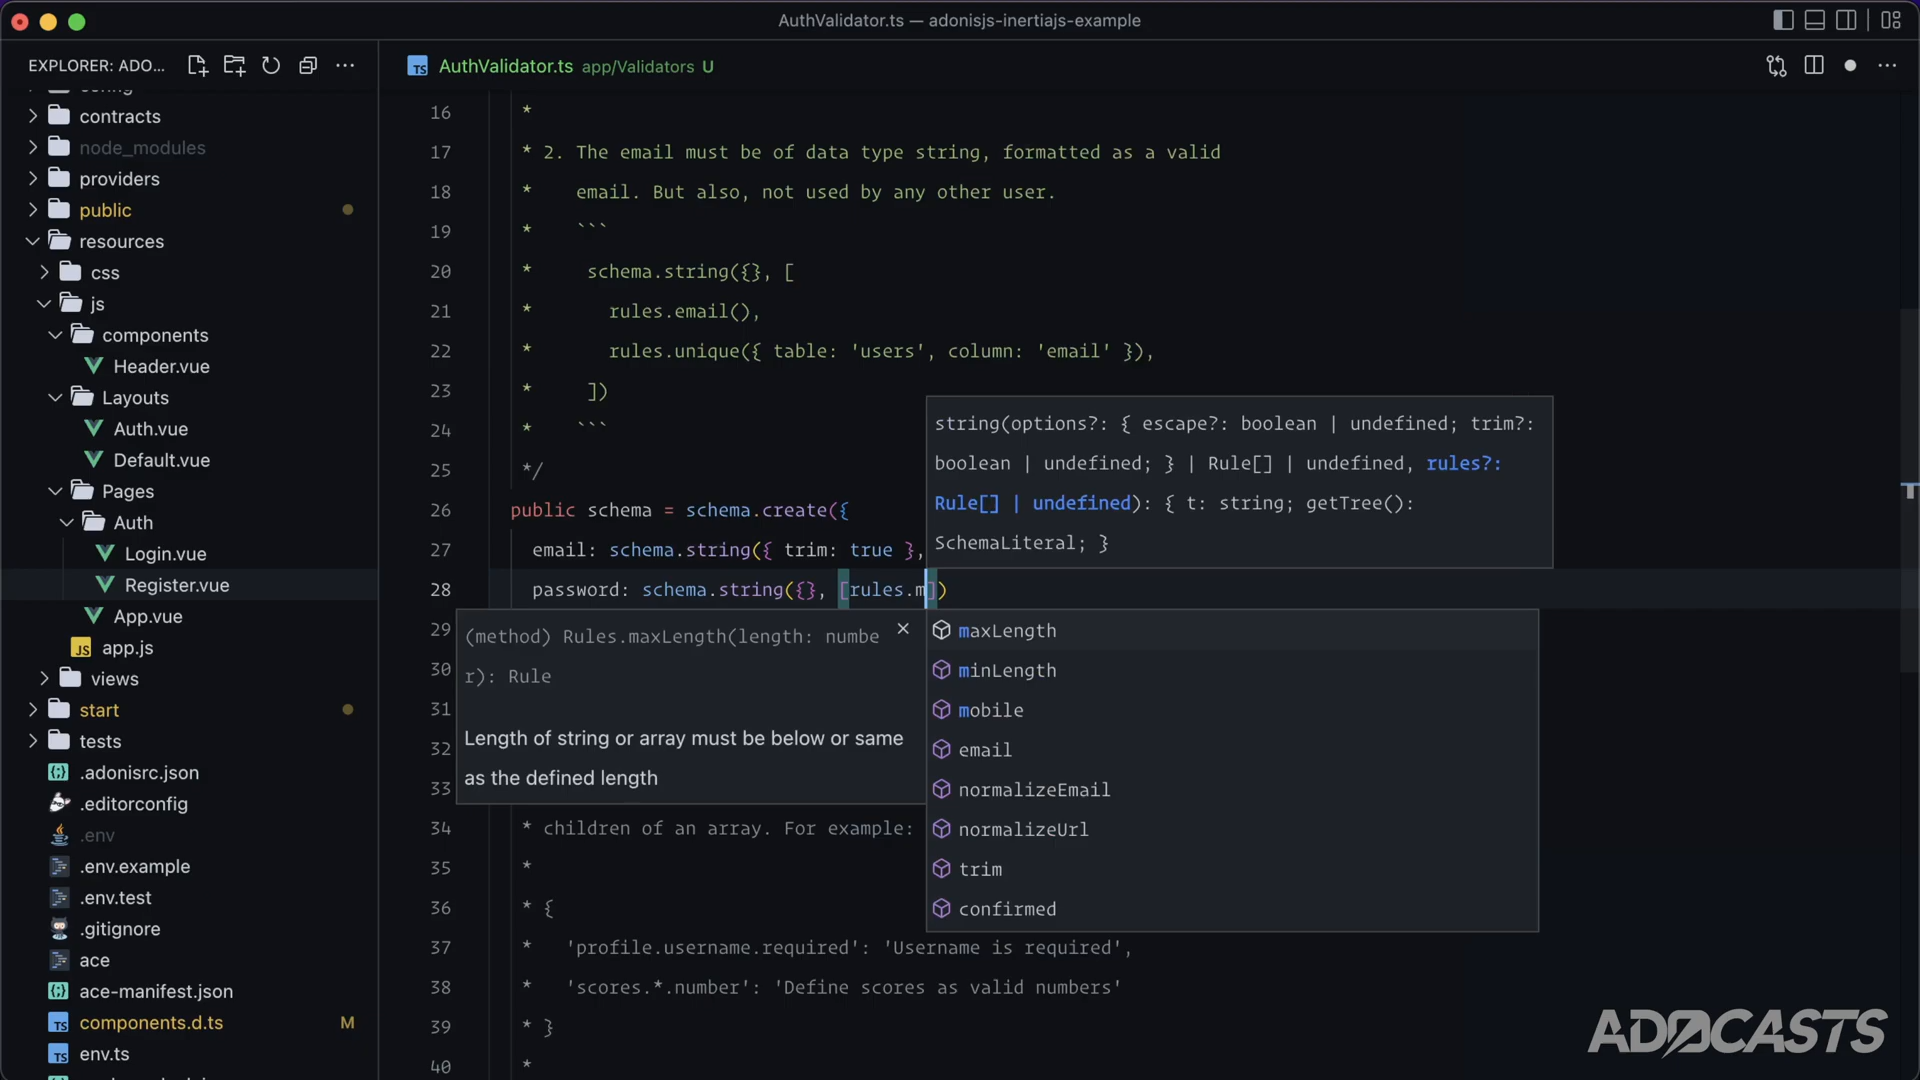 AuthValidator.ts — adonisjs-inertiajs-example
EXPLORER: ADO...
contracts
node_modules
providers
public
resources
css
js
components
Header.vue
Layouts
Auth.vue
Default.vue
Pages
Auth
Login.vue
Register.vue
App.vue
JS app.js
views
start
tests
.adonisrc.json
.editorconfig
.env
.env.example
.env.test
.gitignore
ace
ace-manifest.json
TS components.d.ts M
TS env.ts
TS AuthValidator.ts app/Validators U
16 *
17 * 2. The email must be of data type string, formatted as a valid
18 * email. But also, not used by any other user.
19 * ```
20 * schema.string({}, [
21 * rules.email(),
22 * rules.unique({ table: 'users', column: 'email' }),
23 * ])
24 * ```
25 */
26 public schema = schema.create({
27 email: schema.string({ trim: true },
28 password: schema.string({}, [rules.m])
29
30
31
32
33
34 * children of an array. For example:
35 *
36 * {
37 * 'profile.username.required': 'Username is required',
38 * 'scores.*.number': 'Define scores as valid numbers'
39 * }
40 *
string(options?: { escape?: boolean | undefined; trim?:
boolean | undefined; } | Rule[] | undefined, rules?:
Rule[] | undefined): { t: string; getTree():
SchemaLiteral; }
(method) Rules.maxLength(length: numbe
r): Rule
Length of string or array must be below or same
as the defined length
maxLength
minLength
mobile
email
normalizeEmail
normalizeUrl
trim
confirmed
ADOCASTS